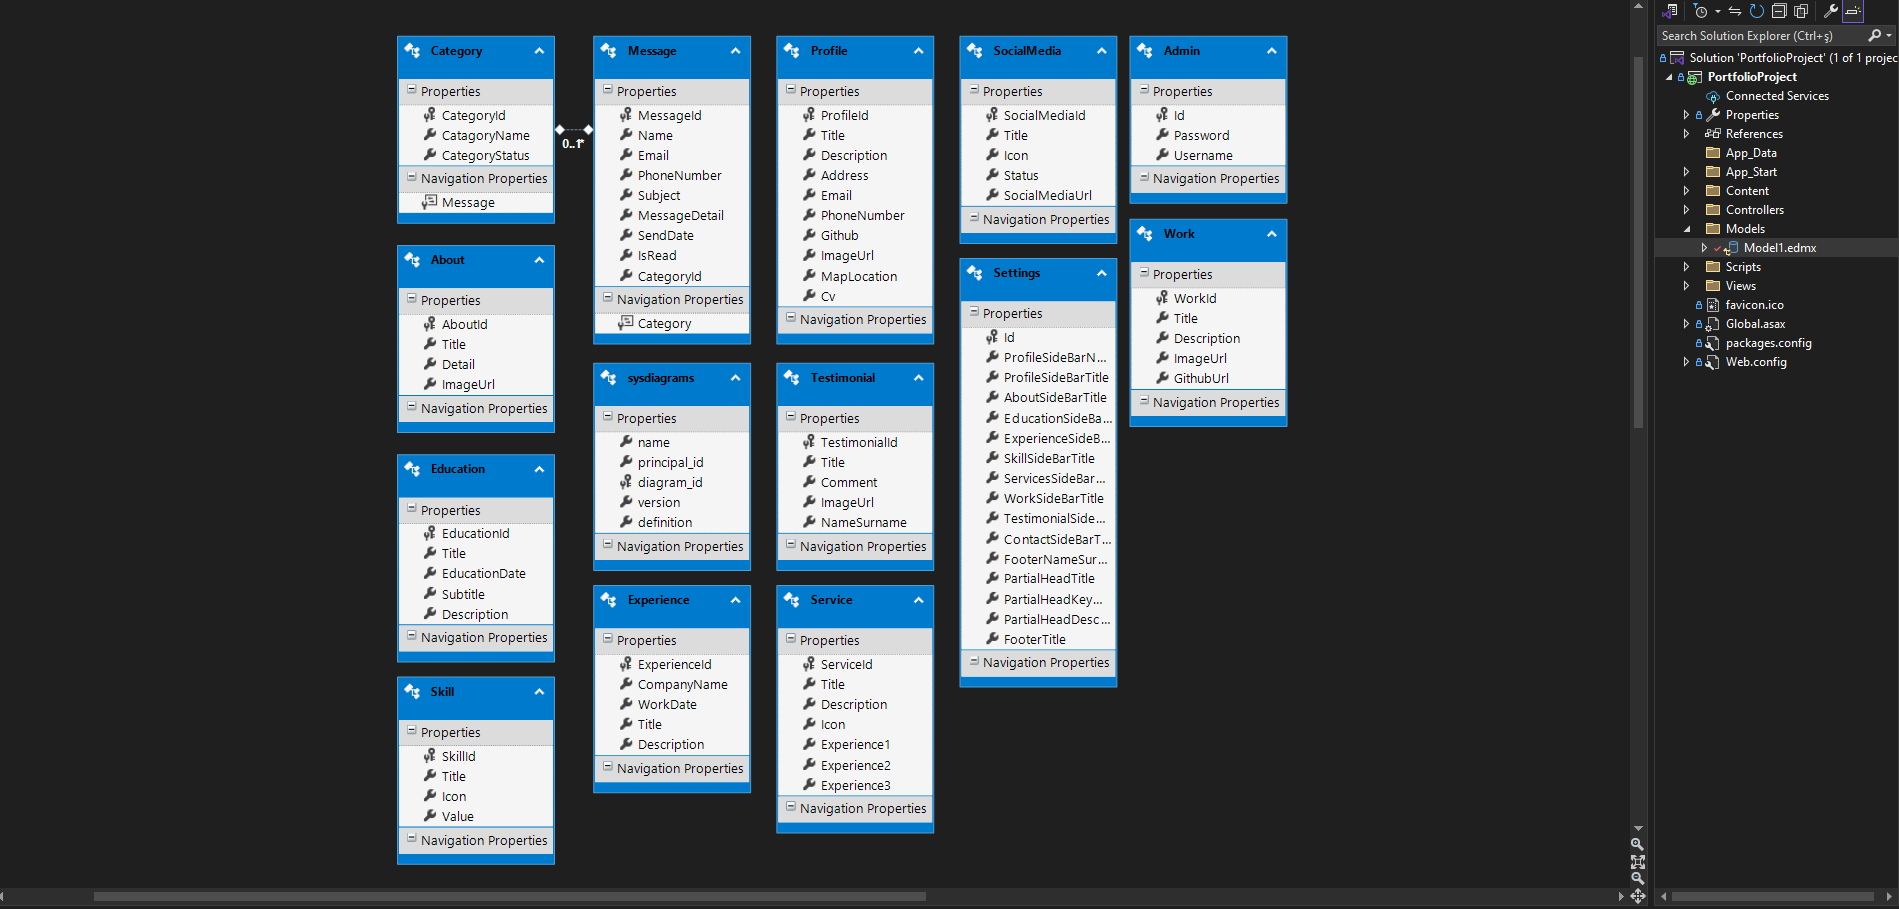 Category
Properties
CategoryId
CatagoryName
CategoryStatus
Navigation Properties
Message
0..1
*
About
Properties
AboutId
Title
Detail
ImageUrl
Navigation Properties
Education
Properties
EducationId
Title
EducationDate
Subtitle
Description
Navigation Properties
Skill
Properties
SkillId
Title
Icon
Value
Navigation Properties
Message
Properties
MessageId
Name
Email
PhoneNumber
Subject
MessageDetail
SendDate
IsRead
CategoryId
Navigation Properties
Category
sysdiagrams
Properties
name
principal_id
diagram_id
version
definition
Navigation Properties
Experience
Properties
ExperienceId
CompanyName
WorkDate
Title
Description
Navigation Properties
Profile
Properties
ProfileId
Title
Description
Address
Email
PhoneNumber
Github
ImageUrl
MapLocation
Cv
Navigation Properties
Testimonial
Properties
TestimonialId
Title
Comment
ImageUrl
NameSurname
Navigation Properties
Service
Properties
ServiceId
Title
Description
Icon
Experience1
Experience2
Experience3
Navigation Properties
SocialMedia
Properties
SocialMediaId
Title
Icon
Status
SocialMediaUrl
Navigation Properties
Settings
Properties
Id
ProfileSideBarN...
ProfileSideBarTitle
AboutSideBarTitle
EducationSideBa...
ExperienceSideB...
SkillSideBarTitle
ServicesSideBar...
WorkSideBarTitle
TestimonialSide...
ContactSideBarT...
FooterNameSur...
PartialHeadTitle
PartialHeadKey...
PartialHeadDesc...
FooterTitle
Navigation Properties
Admin
Properties
Id
Password
Username
Navigation Properties
Work
Properties
WorkId
Title
Description
ImageUrl
GithubUrl
Navigation Properties
Search Solution Explorer (Ctrl+ş)
Solution 'PortfolioProject' (1 of 1 projec
PortfolioProject
Connected Services
Properties
References
App_Data
App_Start
Content
Controllers
Models
Model1.edmx
Scripts
Views
favicon.ico
Global.asax
packages.config
Web.config